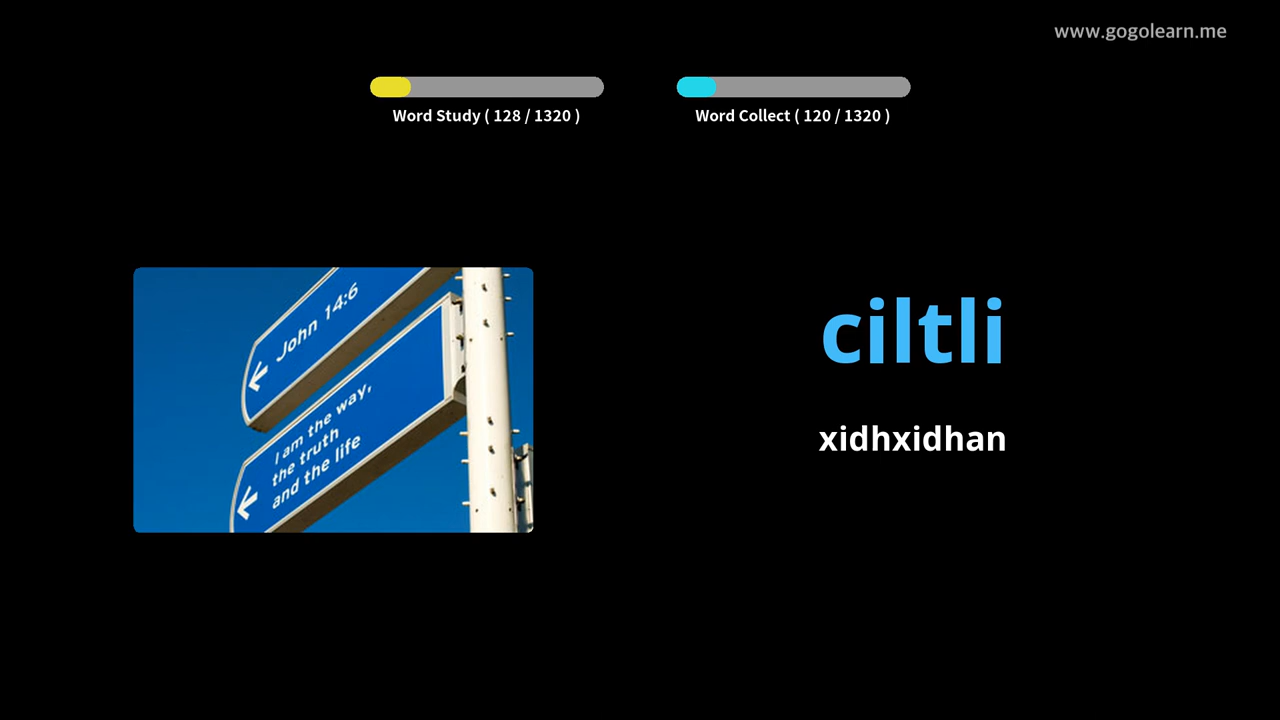 www.gogolearn.me
Word Study ( 128 / 1320 )
Word Collect ( 120 / 1320 )
John 14:6
I am the way,
the truth
and the life
ciltli
xidhxidhan